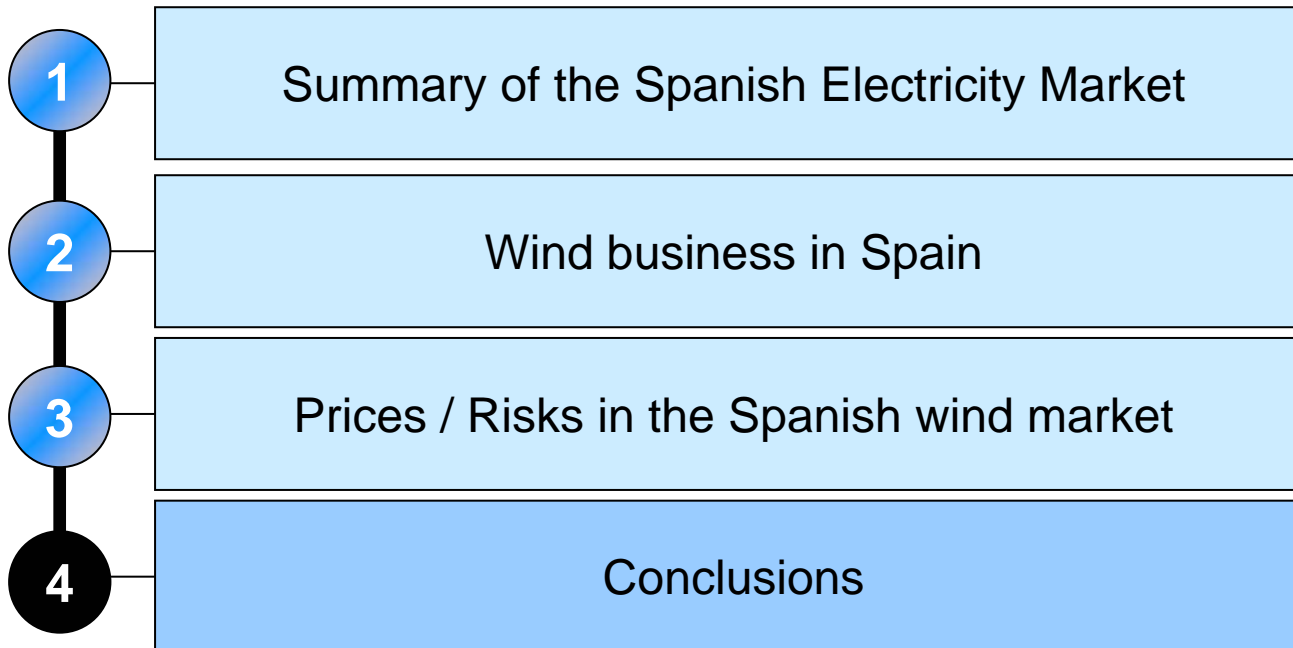 1
Summary of the Spanish Electricity Market
2
Wind business in Spain
3
Prices / Risks in the Spanish wind market
4
Conclusions